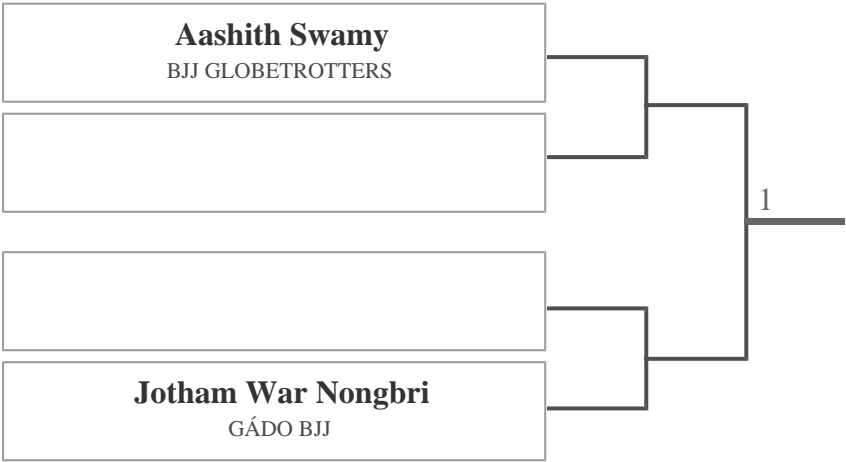 Aashith Swamy
BJJ GLOBETROTTERS
1
Jotham War Nongbri
GÁDO BJJ